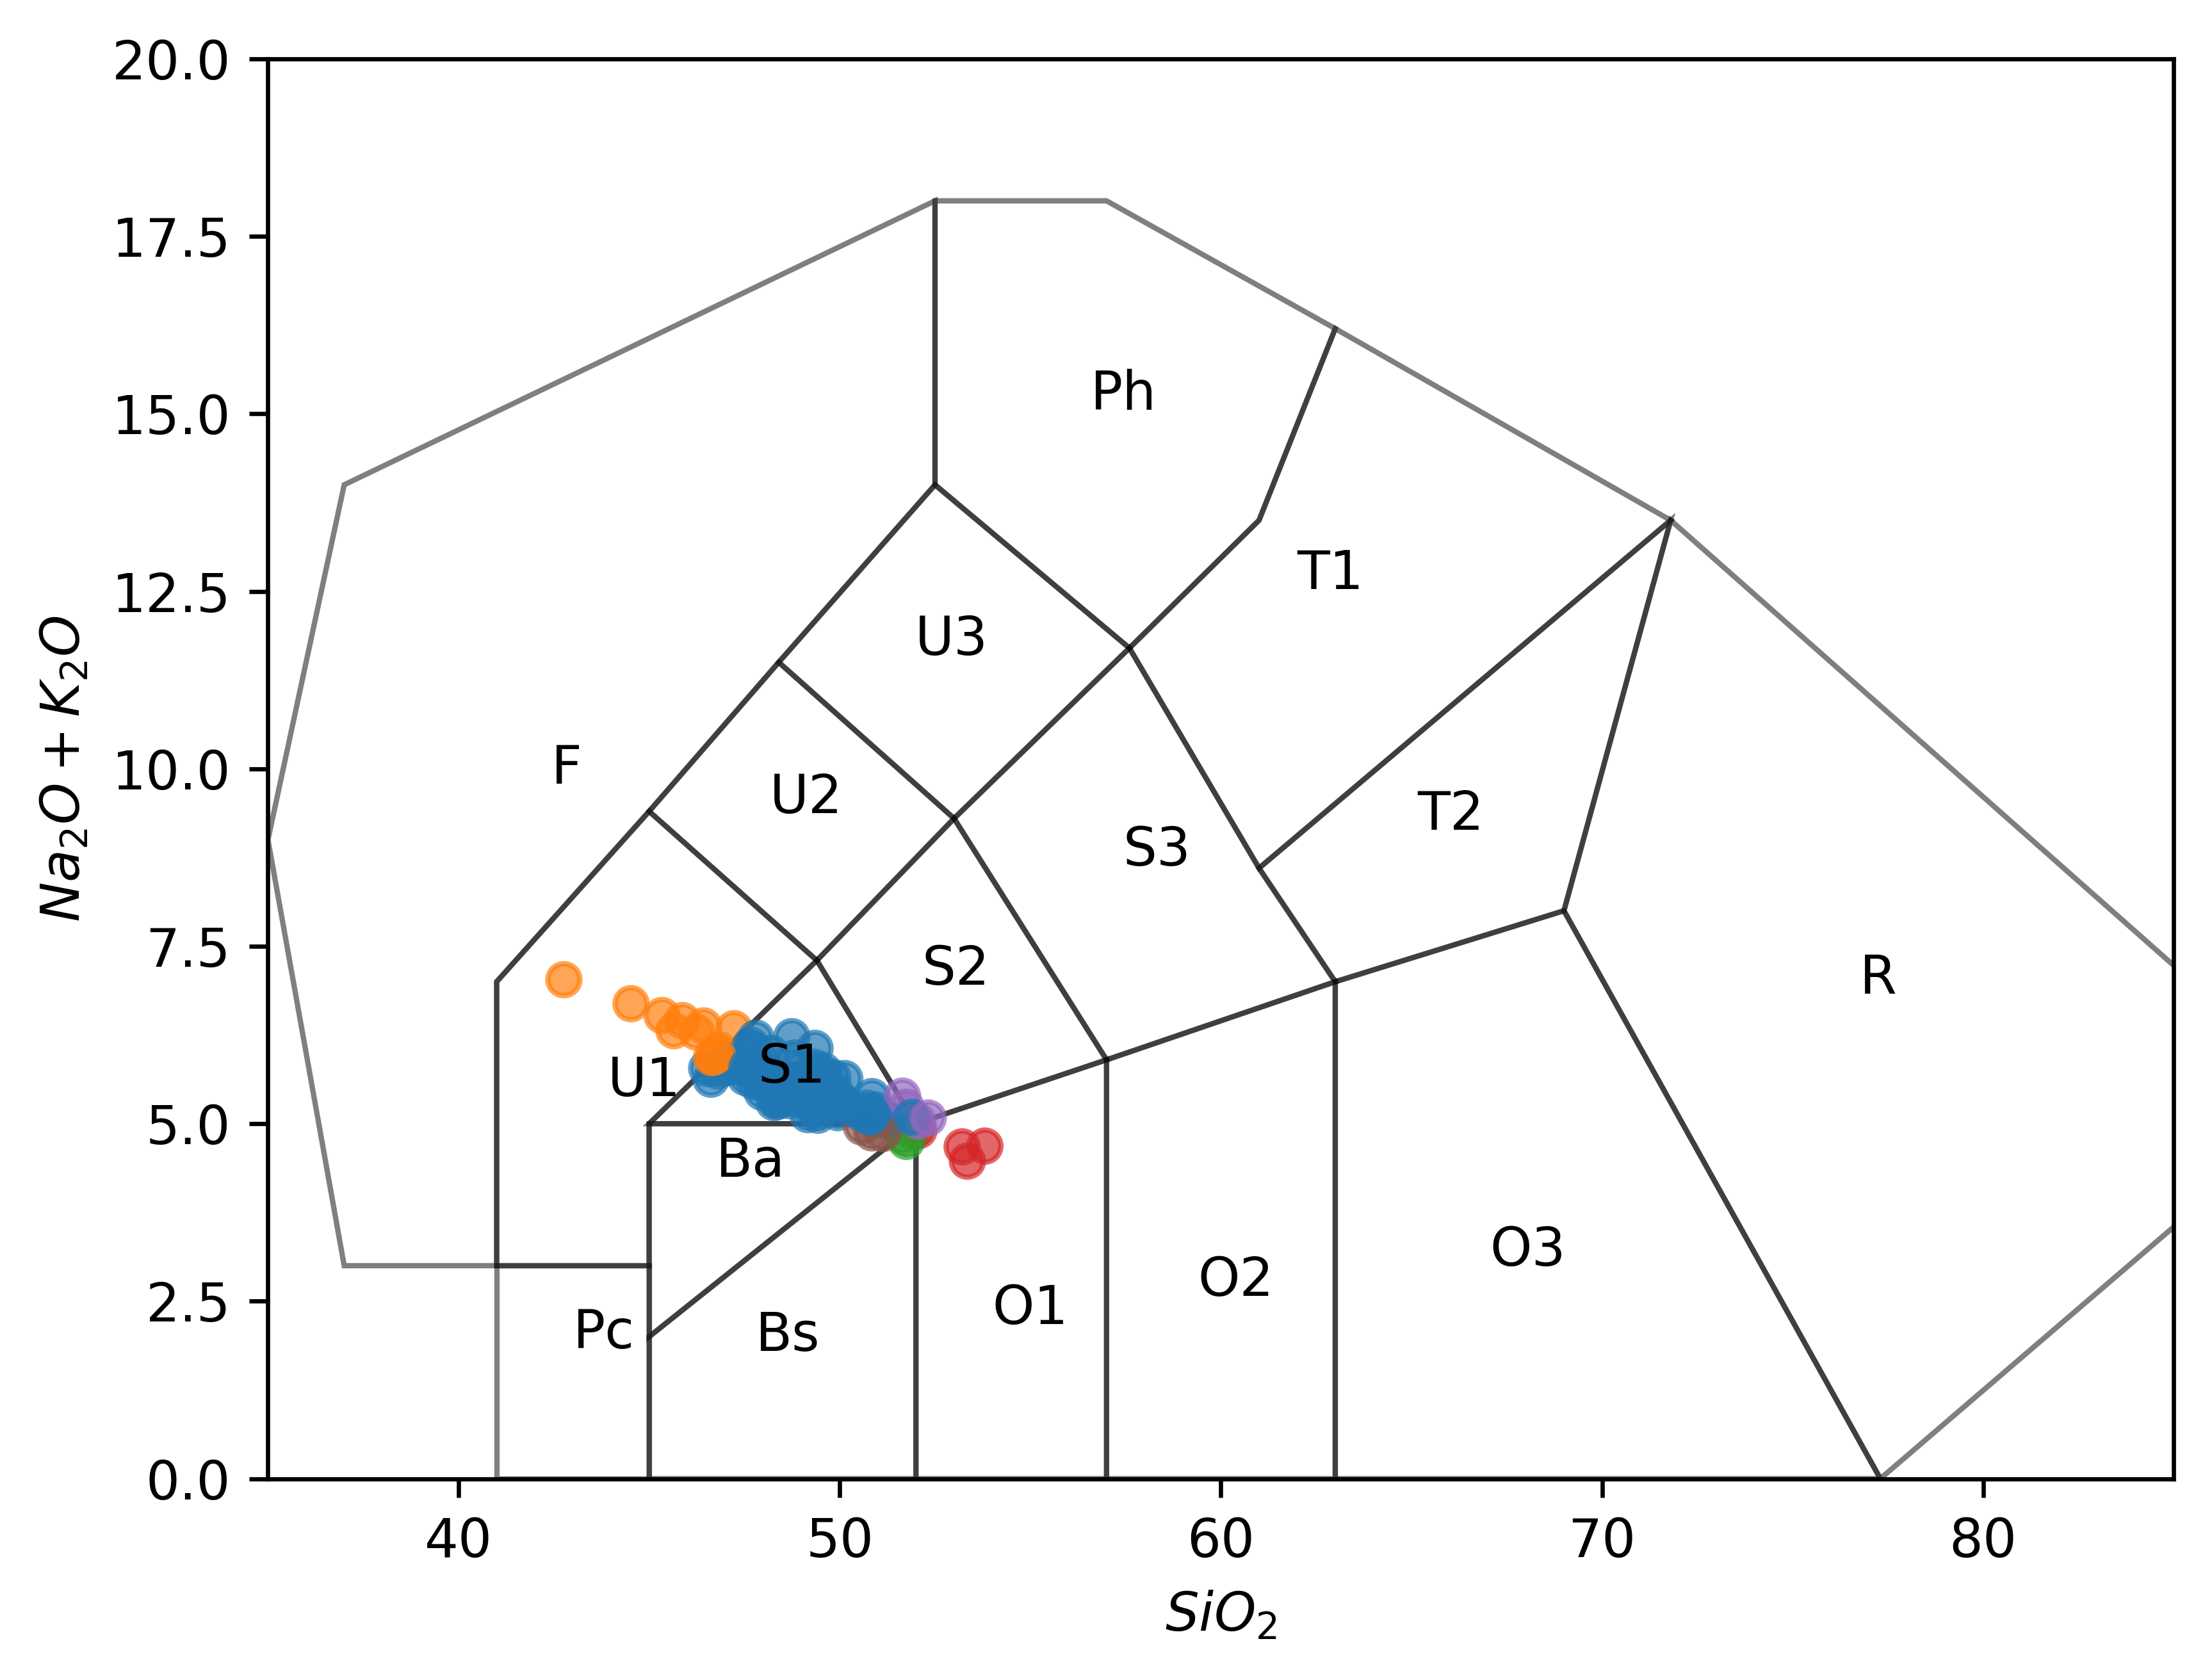 20.0
17.5
15.0
12.5
10.0
7.5
5.0
2.5
0.0
Na₂O + K₂O
Ph
T1
U3
F
U2
T2
S3
S2
R
S1
U1
Ba
O3
O2
O1
Pc
Bs
40 50 60 70 80
SiO₂